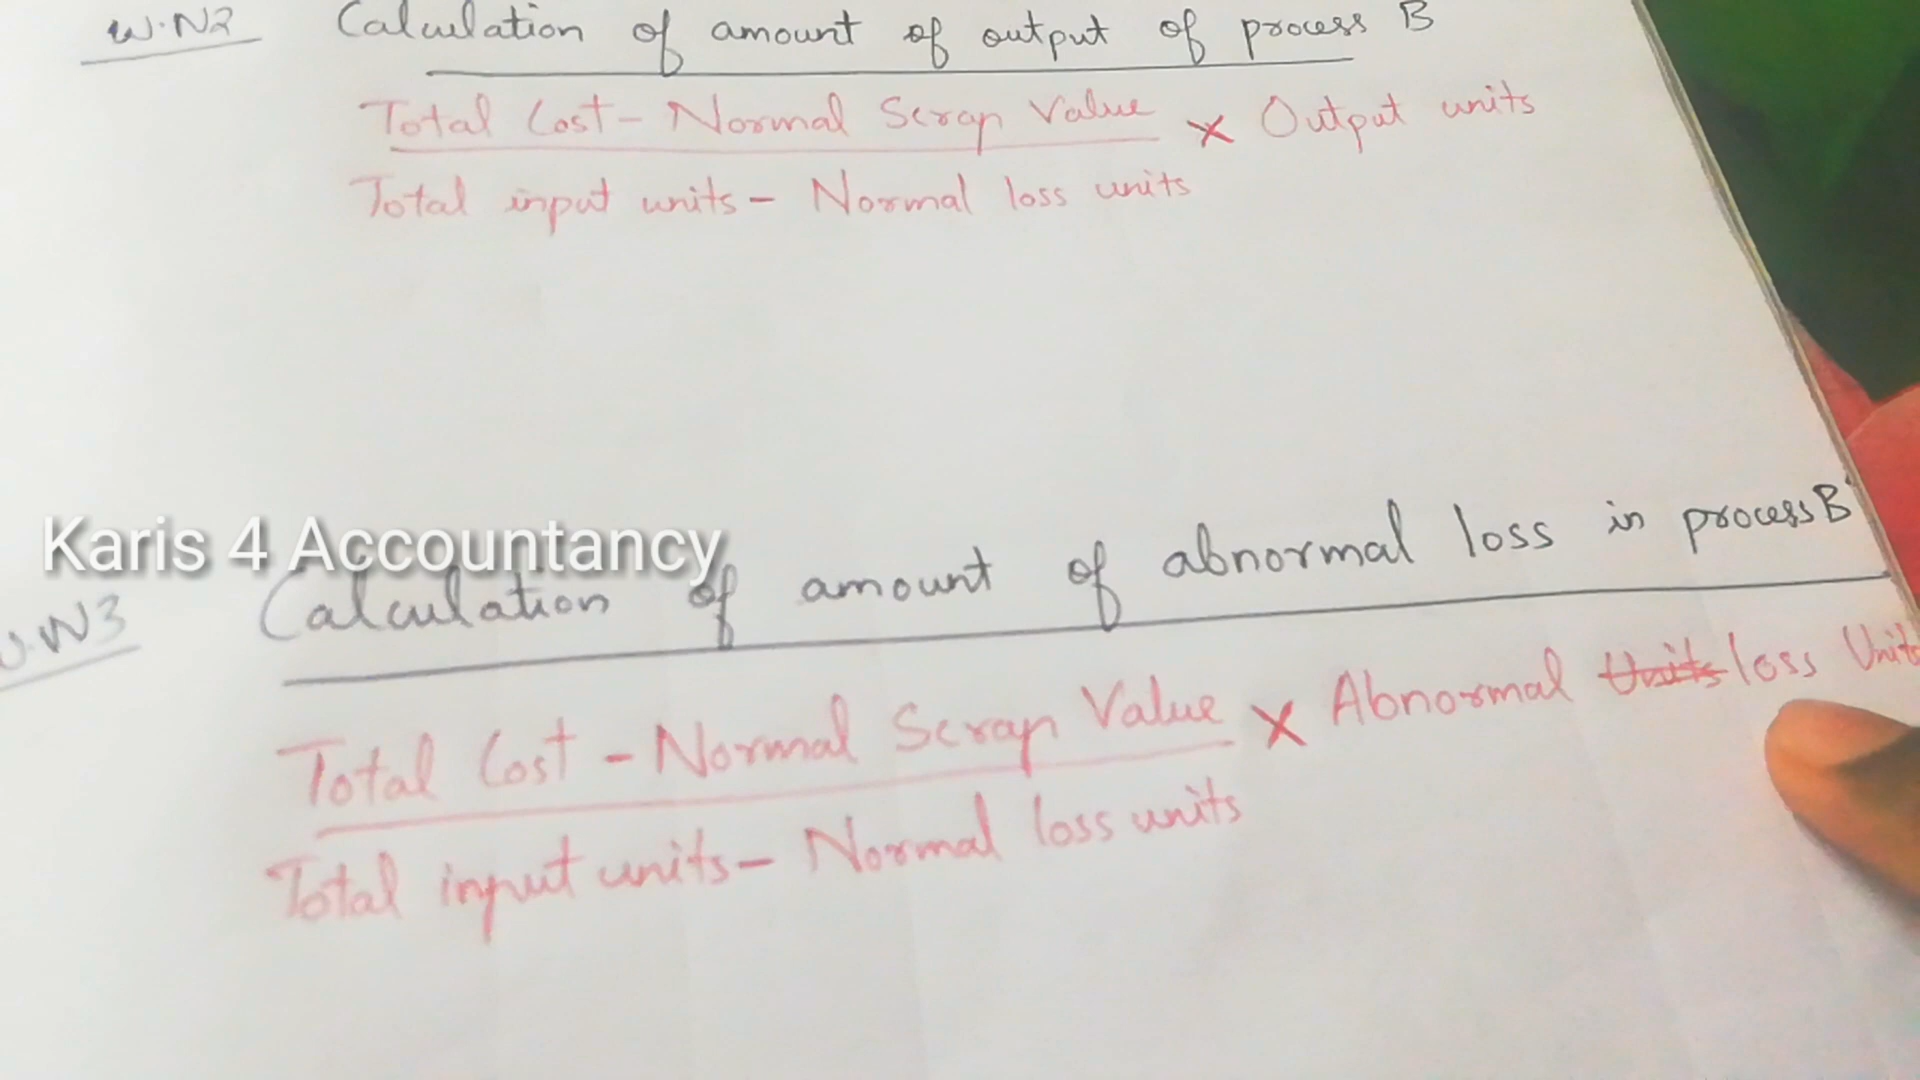 W.N2 Calculation of amount of output of process B
Total Cost - Normal Scrap Value × Output units
Total input units - Normal loss units
Karis 4 Accountancy
W.N3 Calculation of amount of abnormal loss in process B
Total Cost - Normal Scrap Value × Abnormal Units loss Units
Total input units - Normal loss units